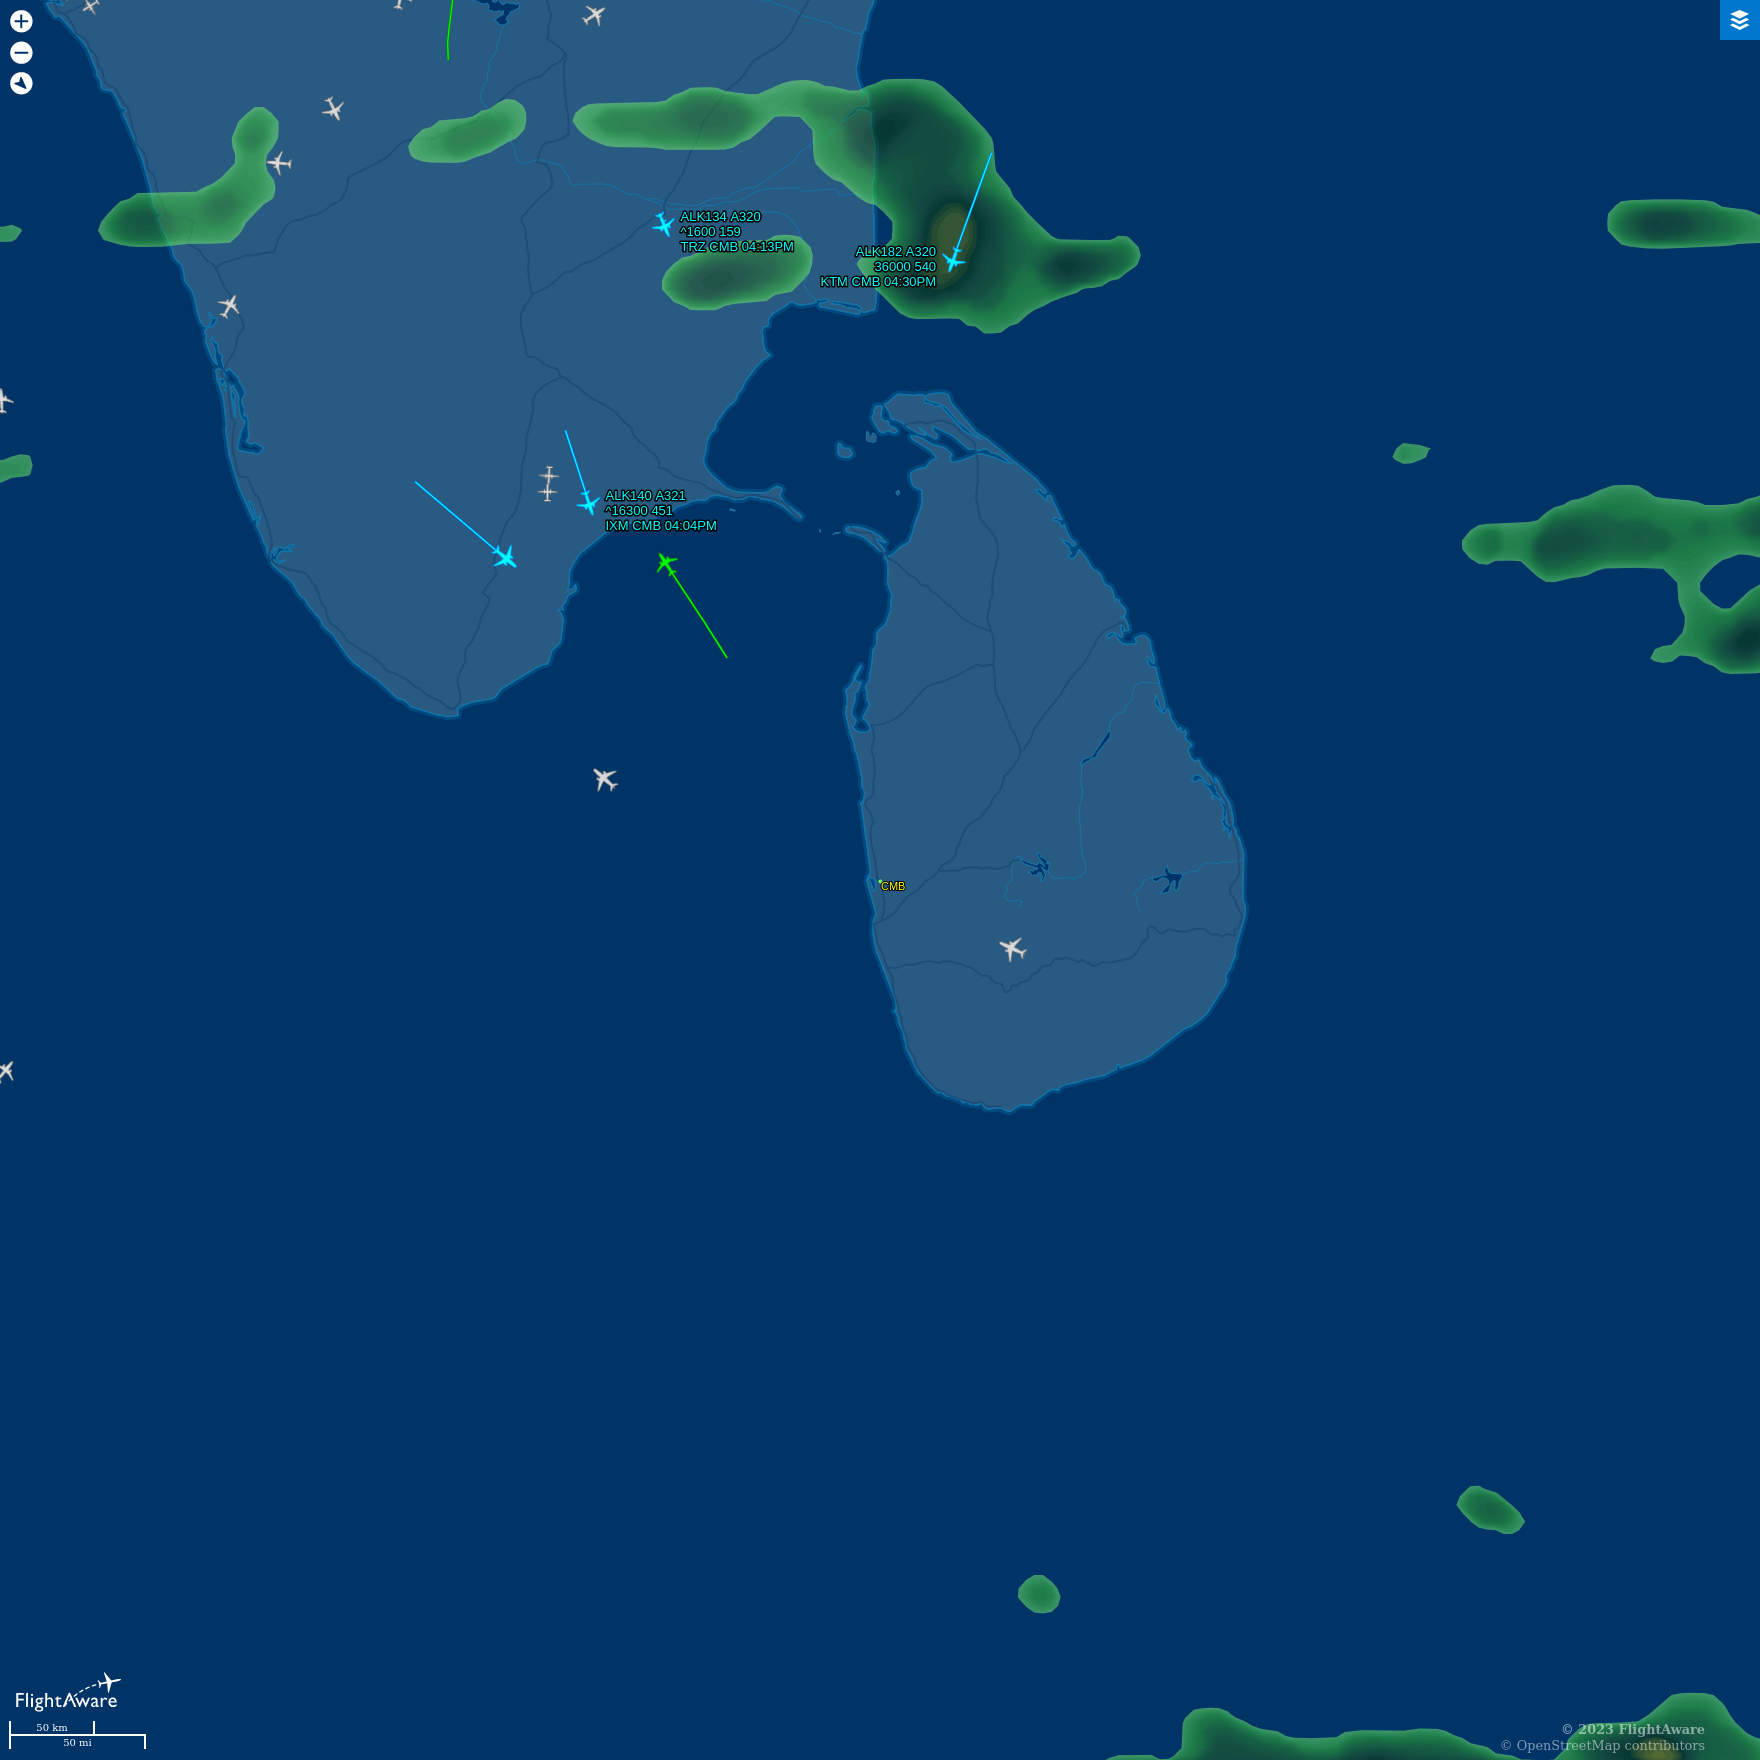 ALK134 A320
^1600 159
TRZ CMB 04:13PM
ALK182 A320
36000 540
KTM CMB 04:30PM
ALK140 A321
^16300 451
IXM CMB 04:04PM
CMB
FlightAware
50 km
50 mi
© 2023 FlightAware
© OpenStreetMap contributors